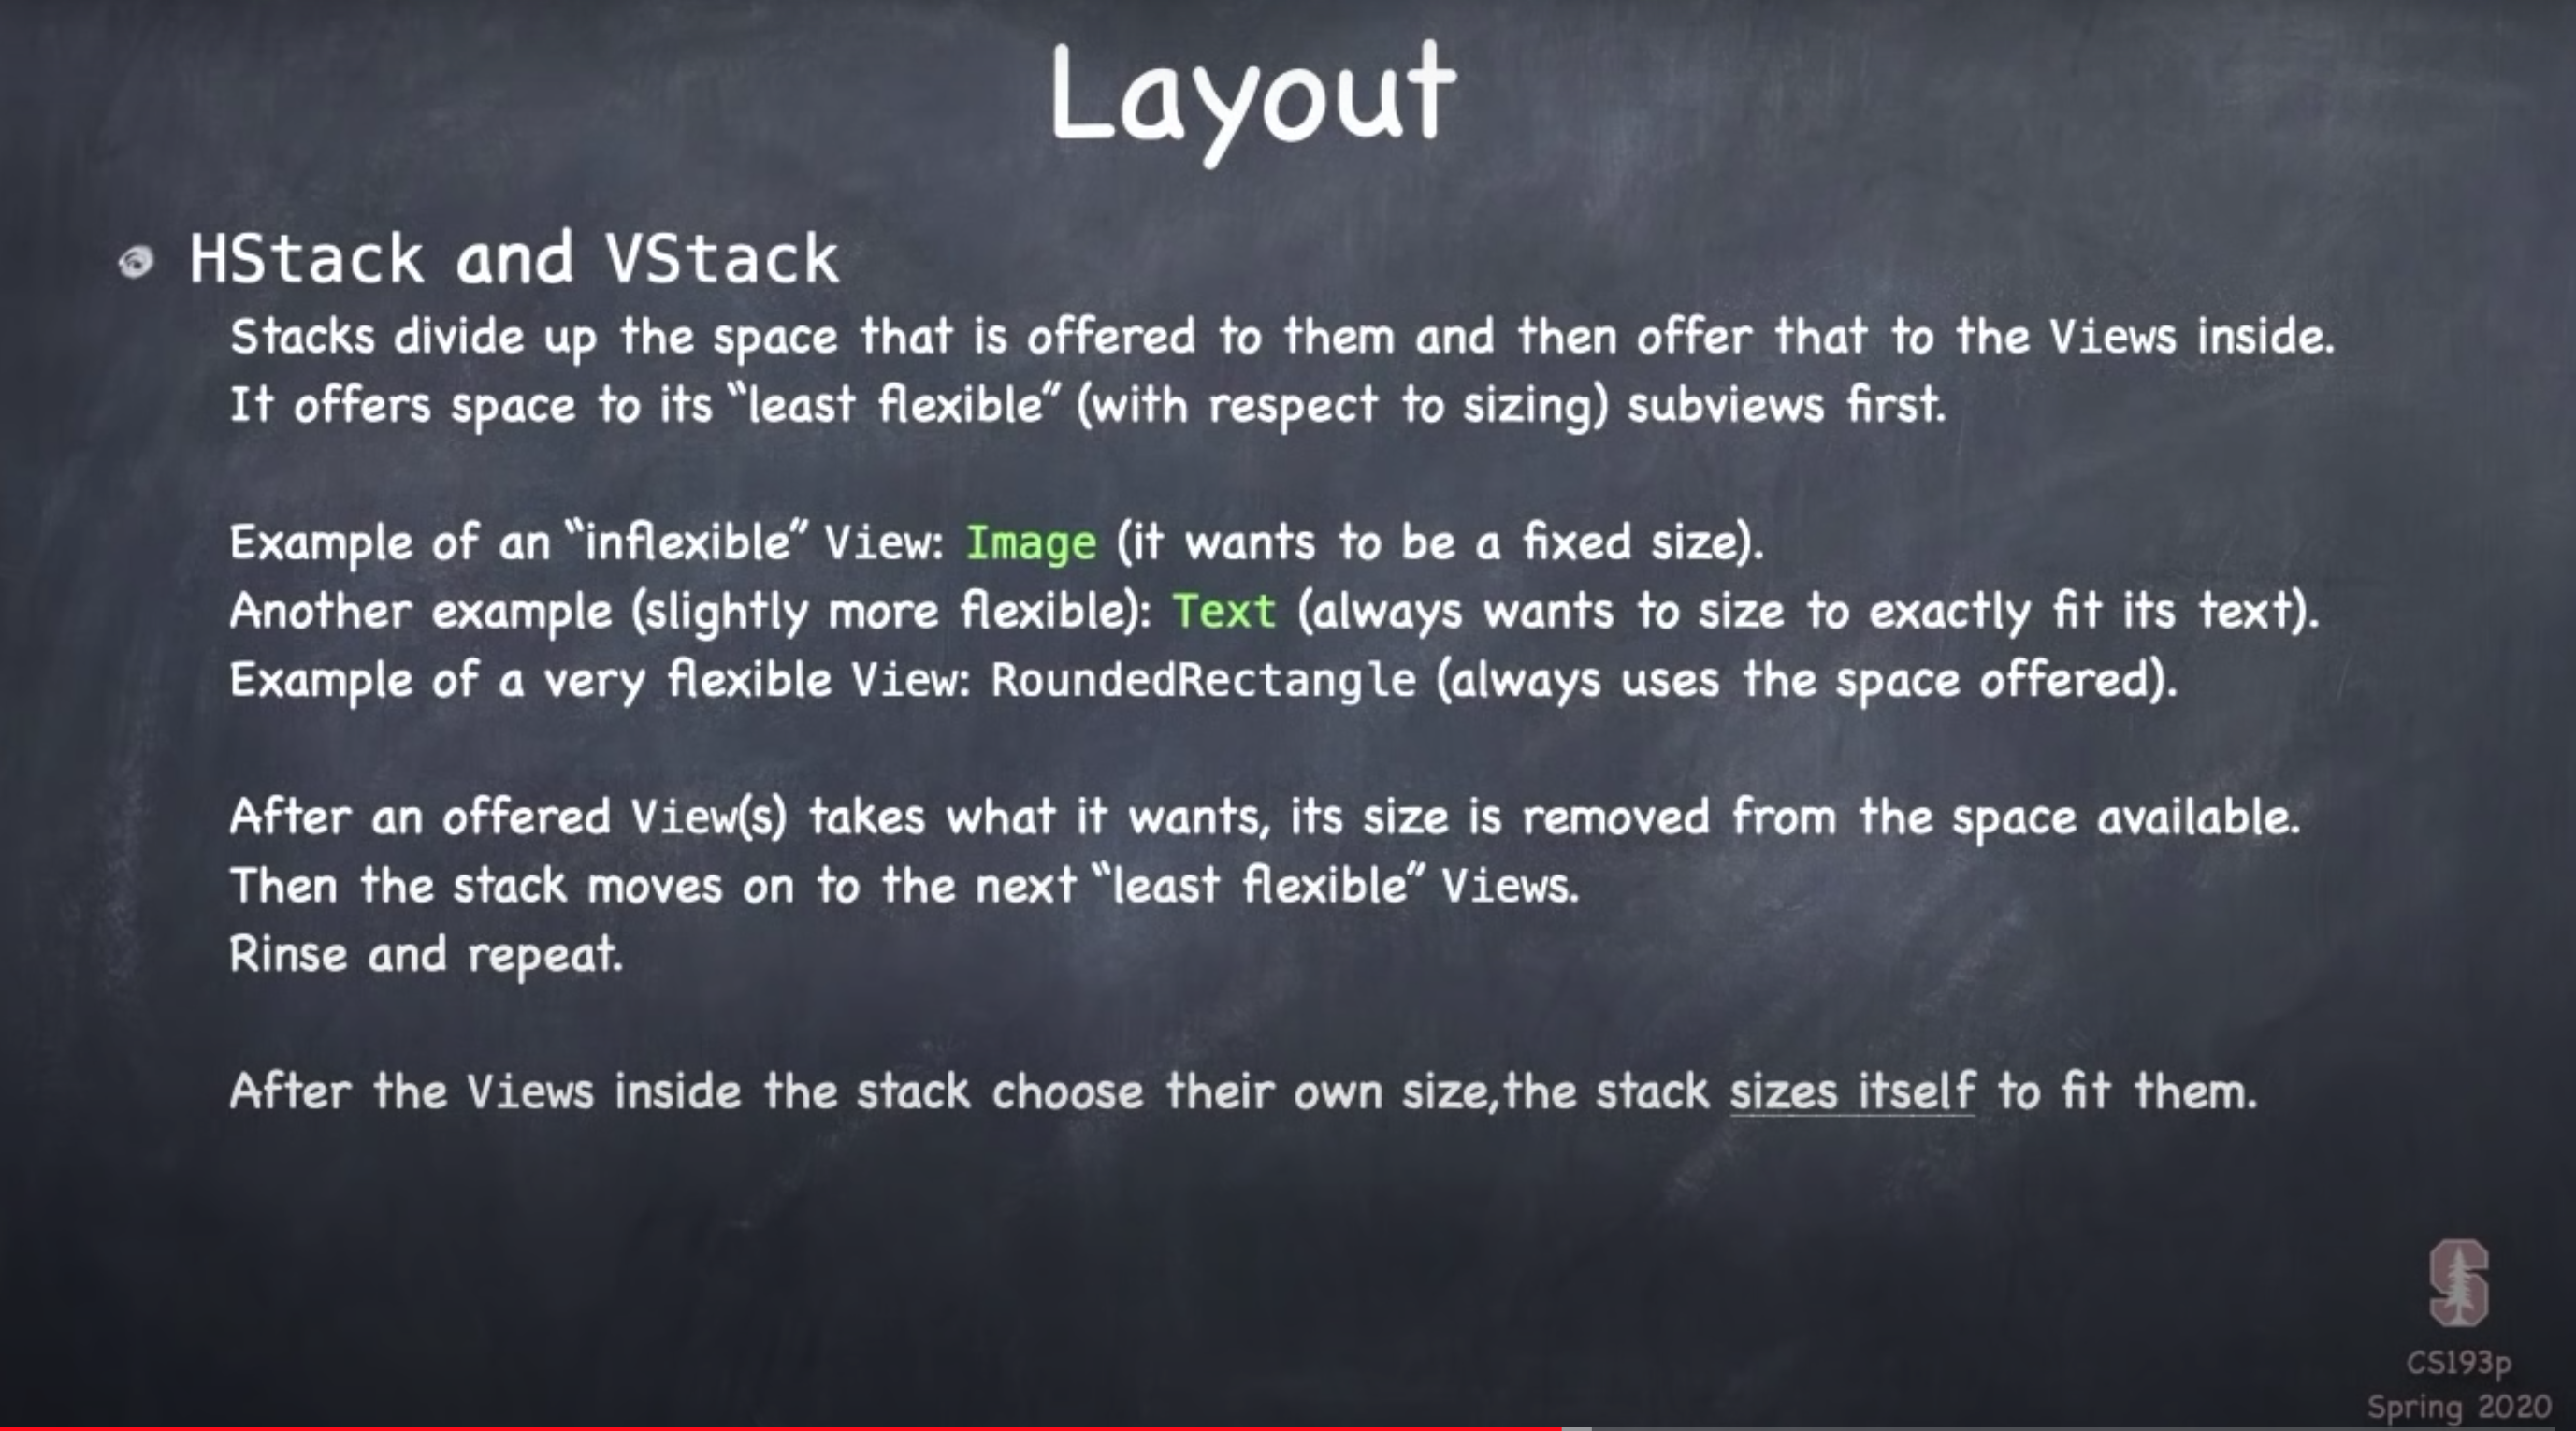 Layout
HStack and VStack
Stacks divide up the space that is offered to them and then offer that to the Views inside.
It offers space to its “least flexible” (with respect to sizing) subviews first.
Example of an “inflexible” View: Image (it wants to be a fixed size).
Another example (slightly more flexible): Text (always wants to size to exactly fit its text).
Example of a very flexible View: RoundedRectangle (always uses the space offered).
After an offered View(s) takes what it wants, its size is removed from the space available.
Then the stack moves on to the next “least flexible” Views.
Rinse and repeat.
After the Views inside the stack choose their own size,the stack sizes itself to fit them.
S
CS193p
Spring 2020